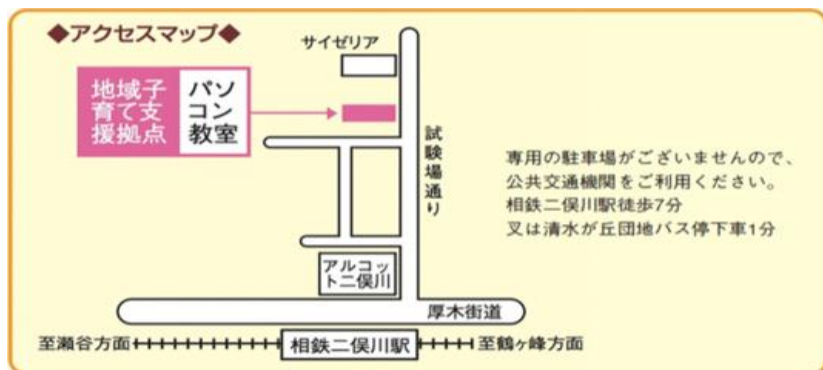 ◆アクセスマップ◆
サイゼリア
地域子
育て支
援拠点
パソ
コン
教室
試験場通り
専用の駐車場がございませんので、
公共交通機関をご利用ください。
相鉄二俣川駅徒歩7分
又は清水が丘団地バス停下車1分
アルコッ
ト二俣川
厚木街道
至瀬谷方面
相鉄二俣川駅
至鶴ヶ峰方面